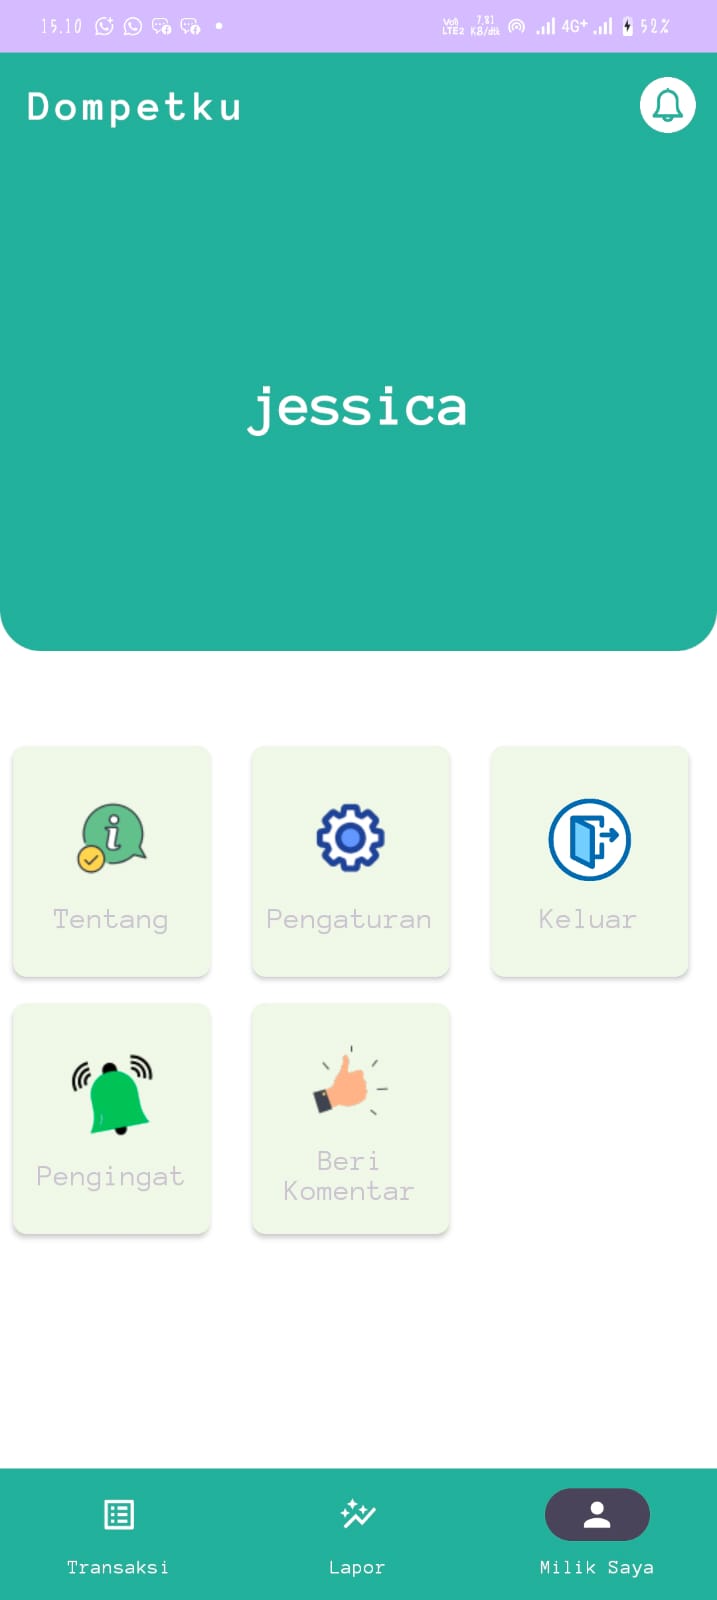 15.10
Vo))
LTE2
7,81
KB/dtk
4G+
52%
Dompetku
jessica
Tentang
Pengaturan
Keluar
Pengingat
Beri
Komentar
Transaksi
Lapor
Milik Saya